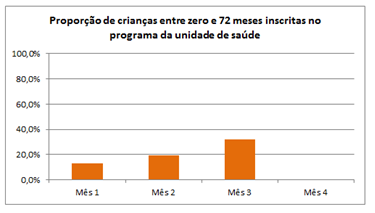 Proporção de crianças entre zero e 72 meses inscritas no
programa da unidade de saúde
100,0%
80,0%
60,0%
40,0%
20,0%
0,0%
Mês 1 Mês 2 Mês 3 Mês 4